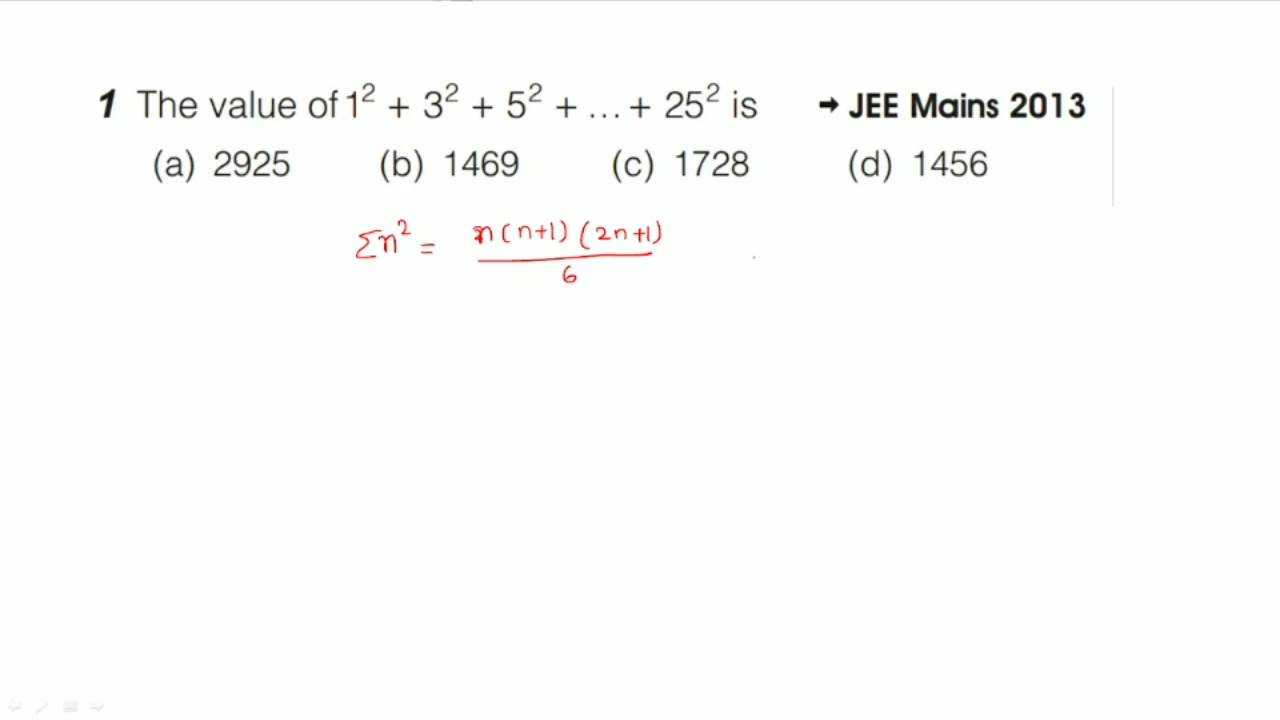 1 The value of 1² + 3² + 5² + ... + 25² is → JEE Mains 2013
(a) 2925 (b) 1469 (c) 1728 (d) 1456
Σn² = n(n+1)(2n+1)
6